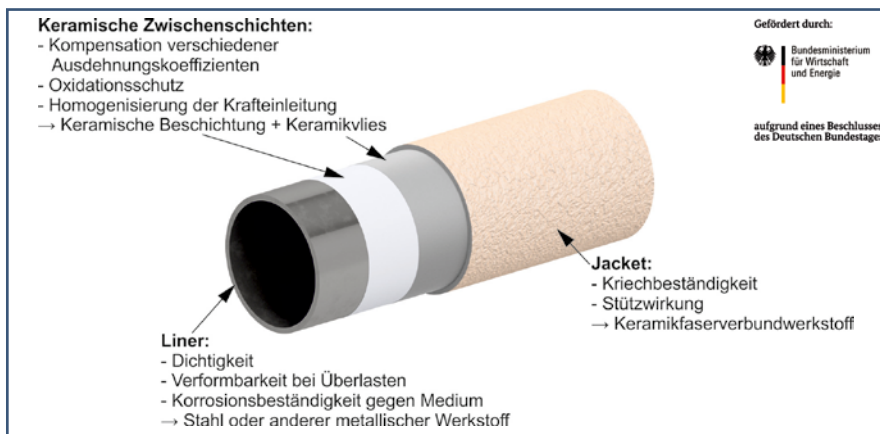 Keramische Zwischenschichten:
- Kompensation verschiedener
Ausdehnungskoeffizienten
- Oxidationsschutz
- Homogenisierung der Krafteinleitung
→ Keramische Beschichtung + Keramikvlies
Gefördert durch:
Bundesministerium
für Wirtschaft
und Energie
aufgrund eines Beschlusses
des Deutschen Bundestages
Jacket:
- Kriechbeständigkeit
- Stützwirkung
→ Keramikfaserverbundwerkstoff
Liner:
- Dichtigkeit
- Verformbarkeit bei Überlasten
- Korrosionsbeständigkeit gegen Medium
→ Stahl oder anderer metallischer Werkstoff